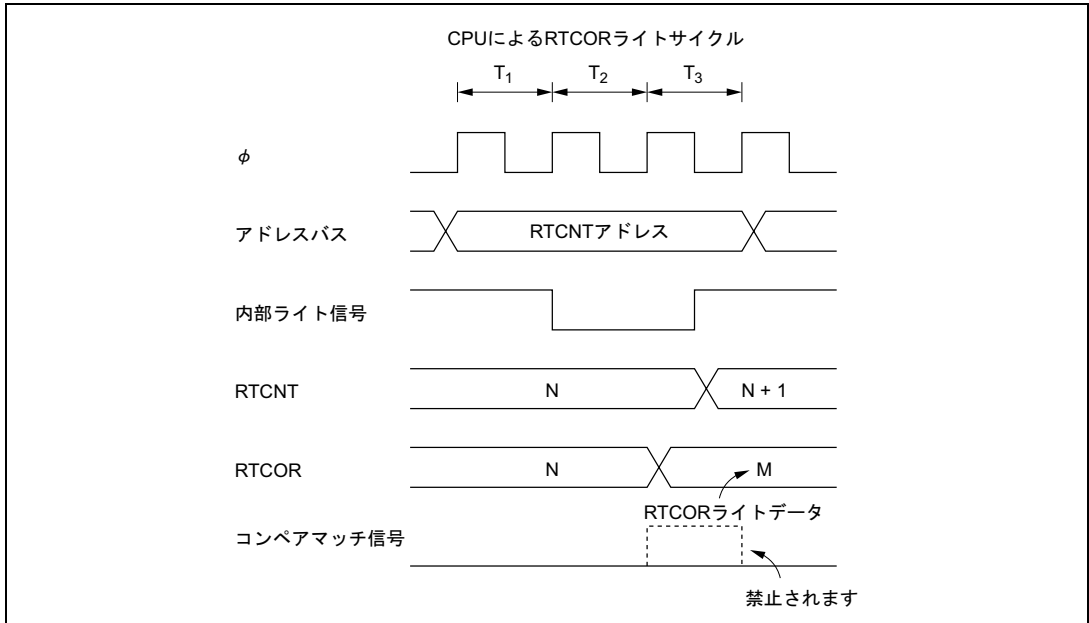 CPUによるRTCORライトサイクル
T1 T2 T3
φ
アドレスバス RTCNTアドレス
内部ライト信号
RTCNT N N + 1
RTCOR N M
RTCORライトデータ
コンペアマッチ信号
禁止されます